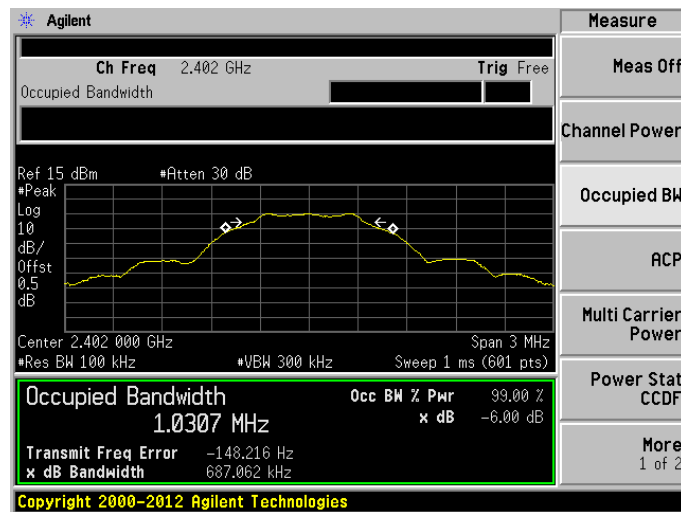 Agilent
Measure
Ch Freq 2.402 GHz Trig Free
Occupied Bandwidth
Meas Off
Channel Power
Occupied BW
ACP
Multi Carrier
Power
Power Stat
CCDF
More
1 of 2
Ref 15 dBm #Atten 30 dB
#Peak
Log
10
dB/
Offst
0.5
dB
Center 2.402 000 GHz Span 3 MHz
#Res BW 100 kHz #VBW 300 kHz Sweep 1 ms (601 pts)
Occupied Bandwidth Occ BW % Pwr 99.00 %
1.0307 MHz x dB -6.00 dB
Transmit Freq Error -148.216 Hz
x dB Bandwidth 687.062 kHz
Copyright 2000-2012 Agilent Technologies